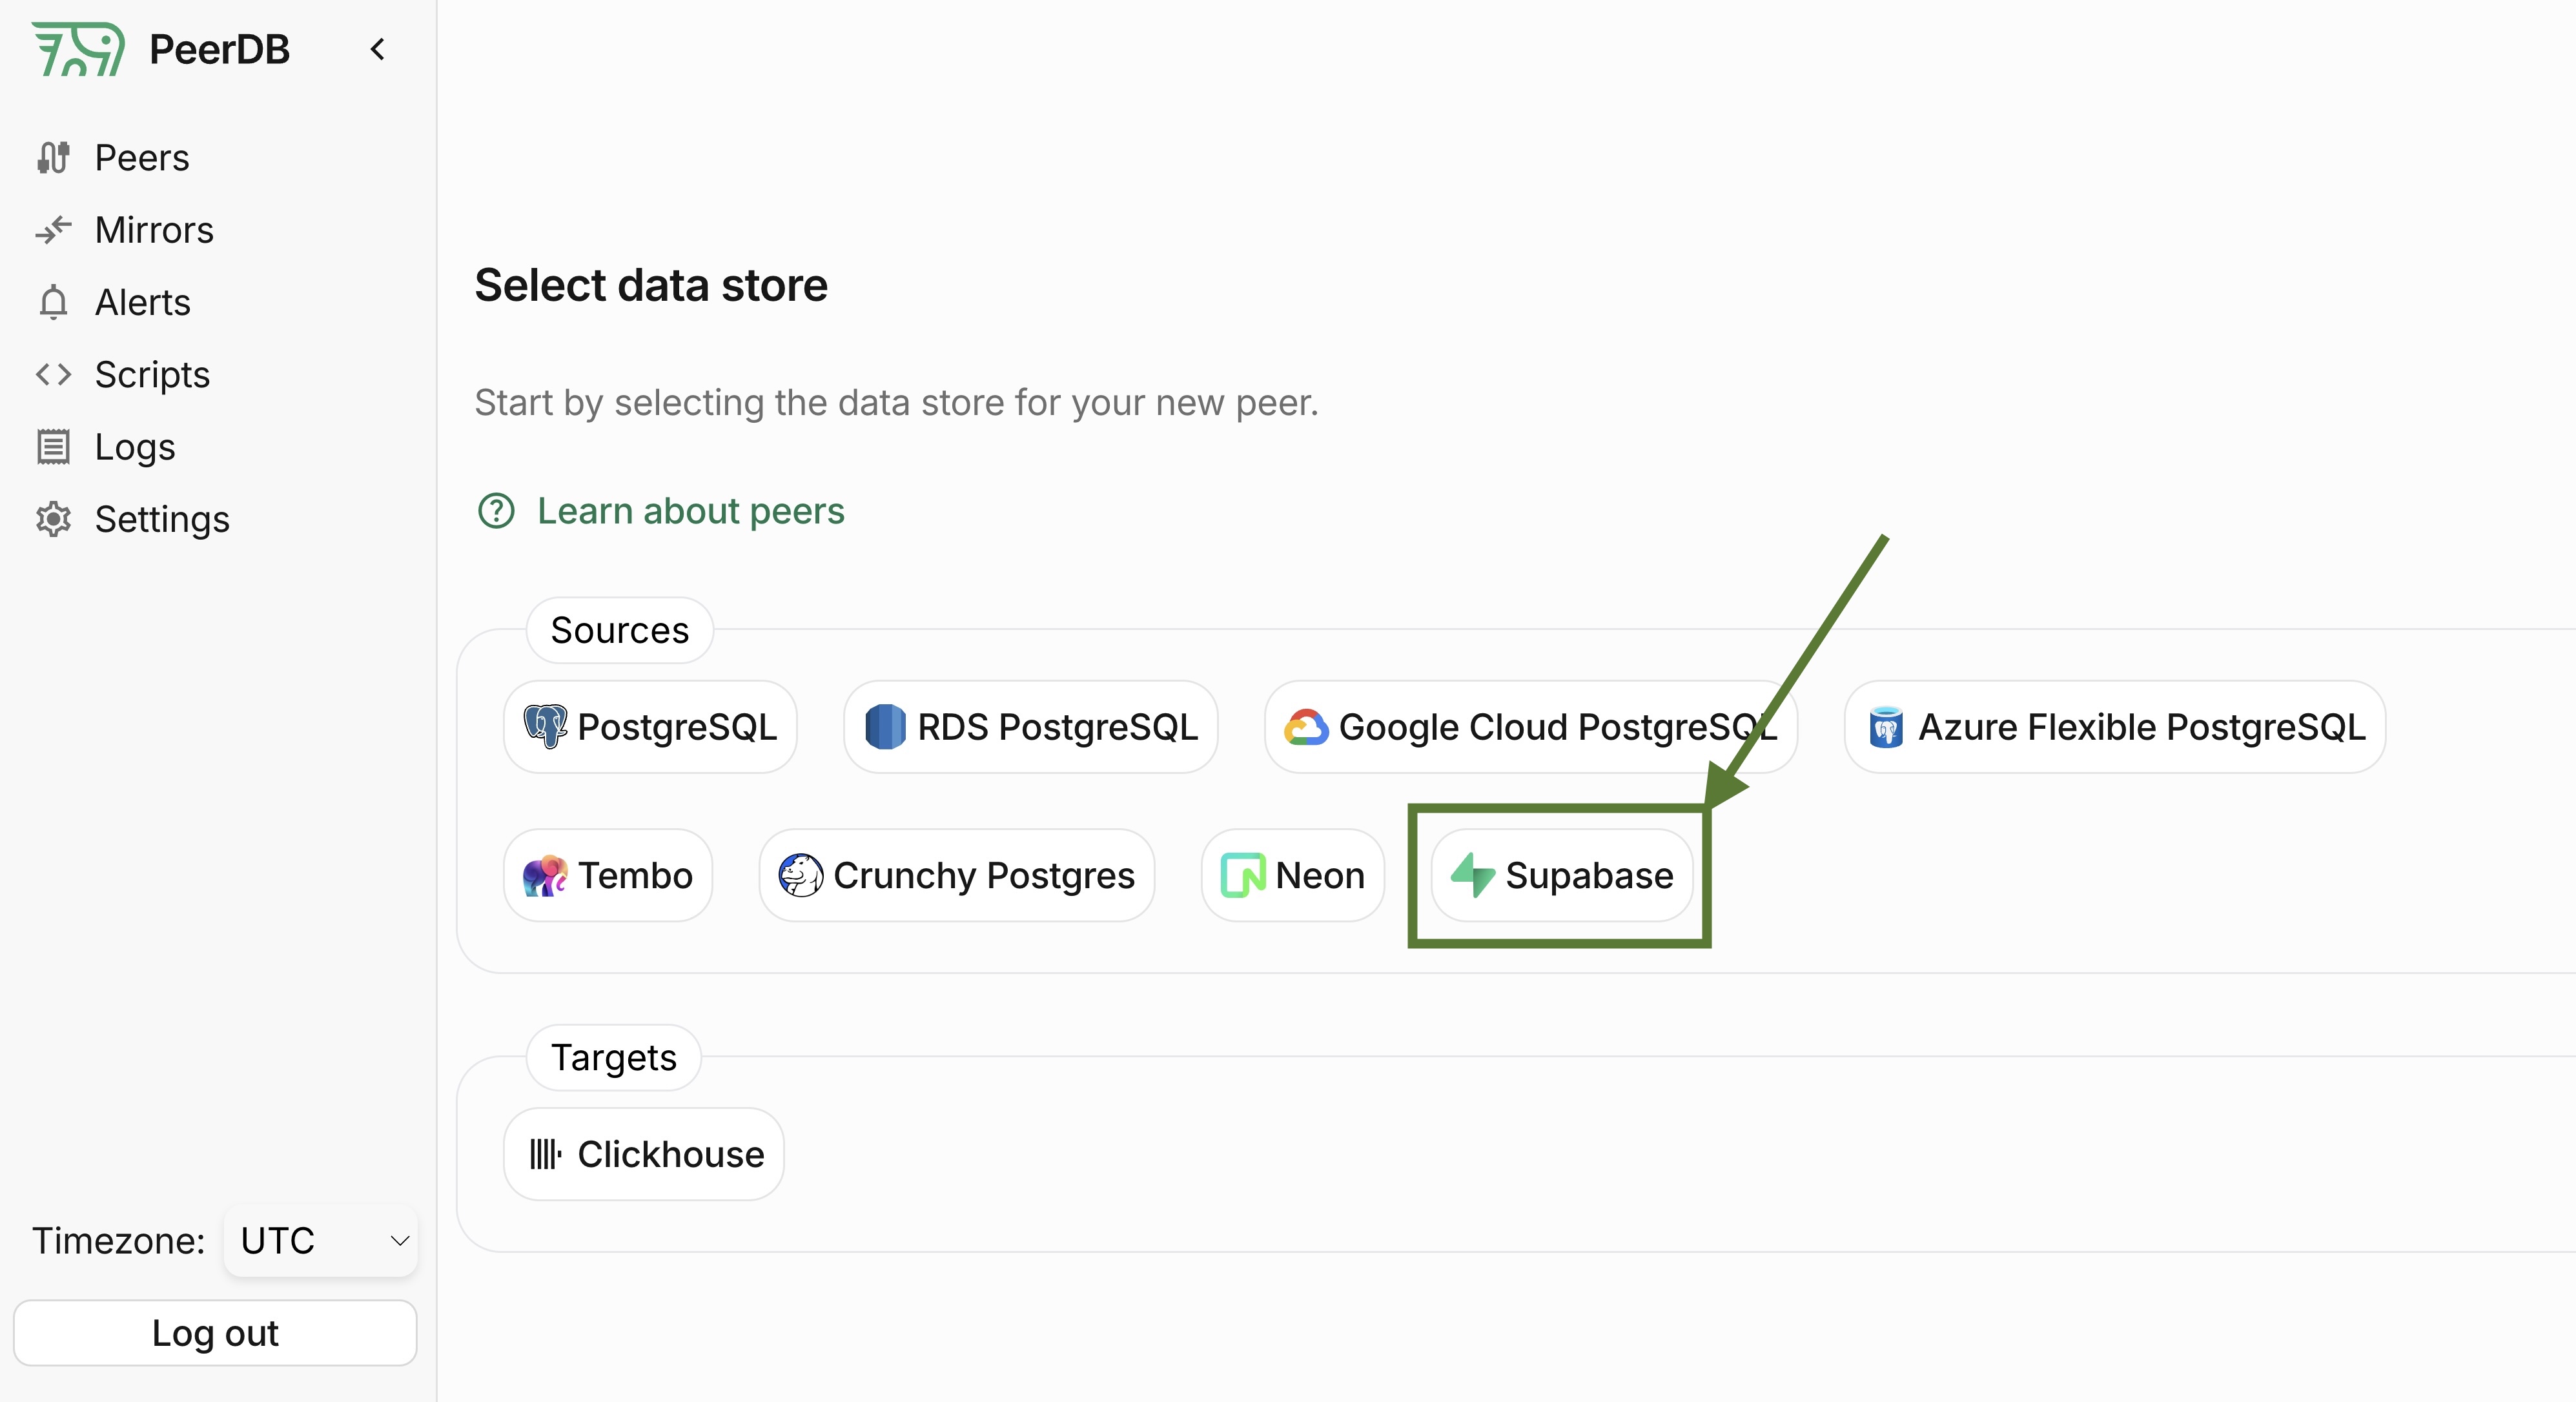 PeerDB
Peers
Mirrors
Alerts
Scripts
Logs
Settings
Timezone: UTC
Log out
Select data store
Start by selecting the data store for your new peer.
Learn about peers
Sources
PostgreSQL RDS PostgreSQL Google Cloud PostgreSQL Azure Flexible PostgreSQL
Tembo Crunchy Postgres Neon Supabase
Targets
Clickhouse